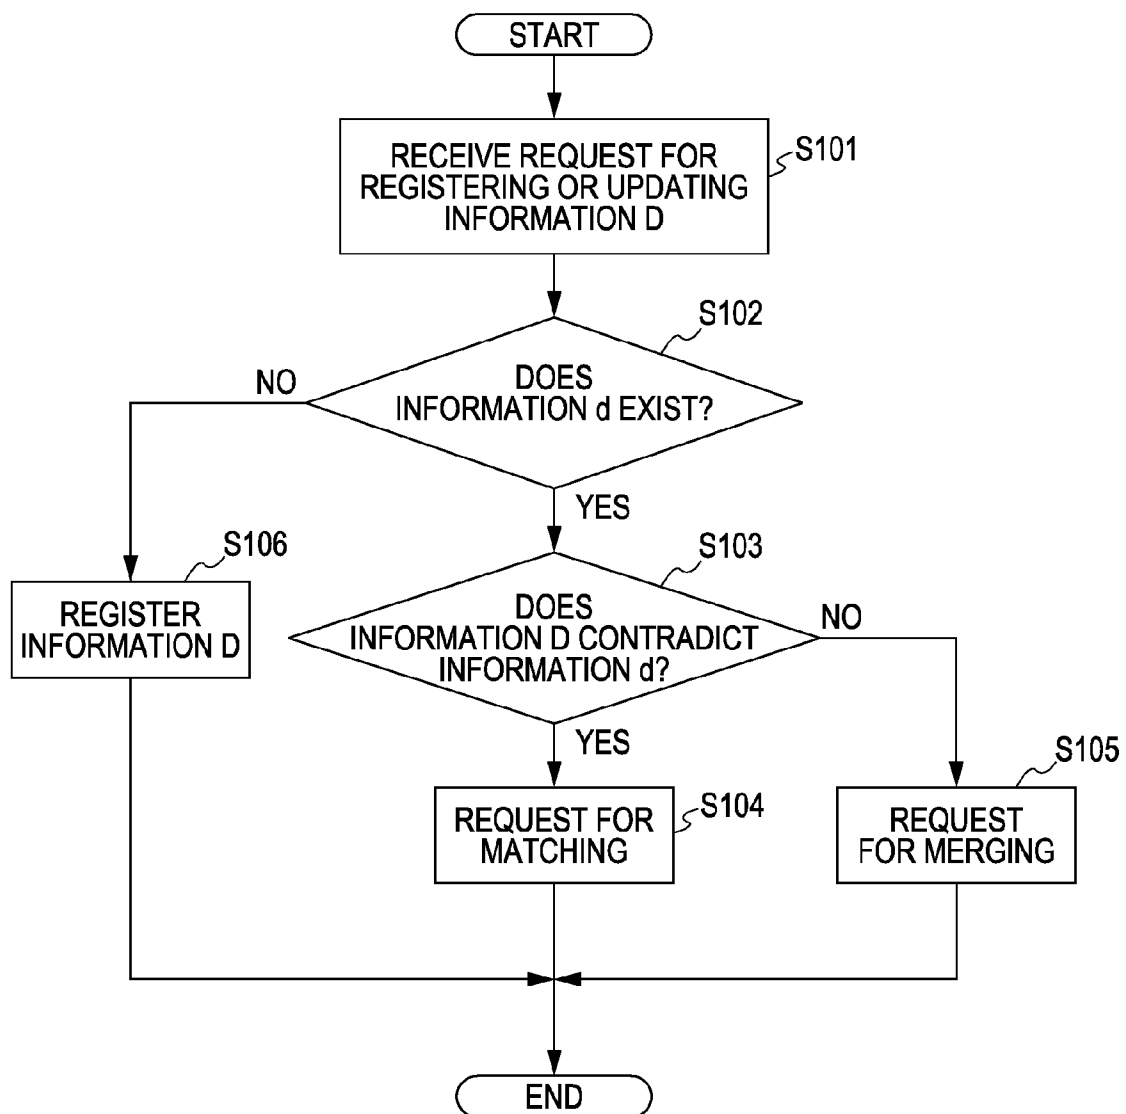 START
RECEIVE REQUEST FOR
REGISTERING OR UPDATING
INFORMATION D
S101
S102
DOES
INFORMATION d EXIST?
NO
YES
S106
REGISTER
INFORMATION D
S103
DOES
INFORMATION D CONTRADICT
INFORMATION d?
NO
YES
S104
REQUEST FOR
MATCHING
S105
REQUEST
FOR MERGING
END